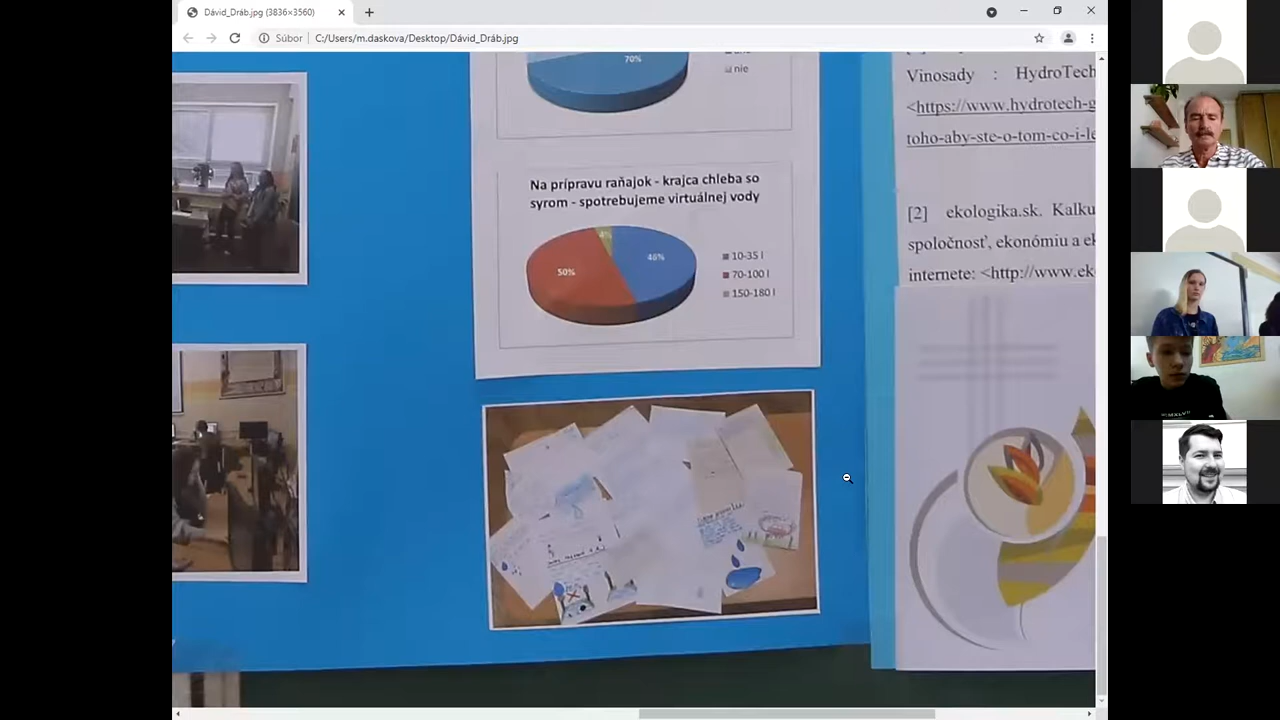 Dávid_Dráb.jpg (3836×3560)
Súbor
C:/Users/m.daskova/Desktop/Dávid_Dráb.jpg
70%
nie
Na prípravu raňajok - krajca chleba so
syrom - spotrebujeme virtuálnej vody
4%
46%
50%
10-35 l
70-100 l
150-180 l
Vinosady : HydroTech
<https://www.hydrotech-g
toho-aby-ste-o-tom-co-i-le
[2] ekologika.sk. Kalku
spoločnosť, ekonómiu a ek
internete: <http://www.ek